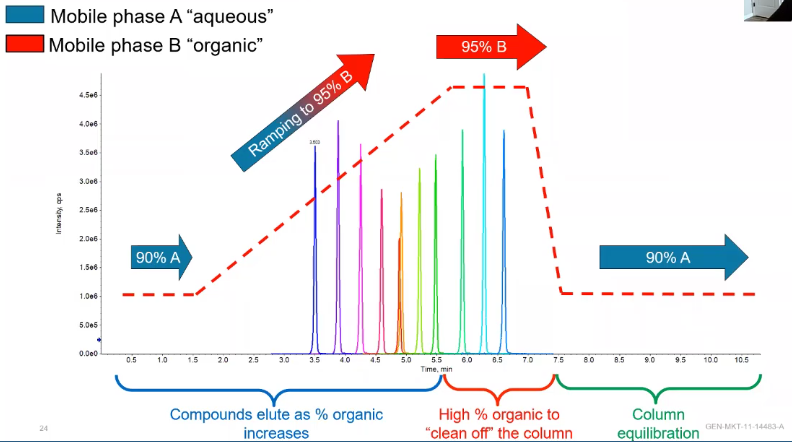 Mobile phase A “aqueous”
Mobile phase B “organic”
95% B
Ramping to 95% B
90% A
90% A
Intensity, cps
4.5e6
4.0e6
3.5e6
3.0e6
2.5e6
2.0e6
1.5e6
1.0e6
5.0e5
0.0e0
0.5 1.0 1.5 2.0 2.5 3.0 3.5 4.0 4.5 5.0 5.5 6.0 6.5 7.0 7.5 8.0 8.5 9.0 9.5 10.0 10.5
Time, min
Compounds elute as % organic
increases
High % organic to
“clean off” the column
Column
equilibration
24
GEN-MKT-11-14483-A